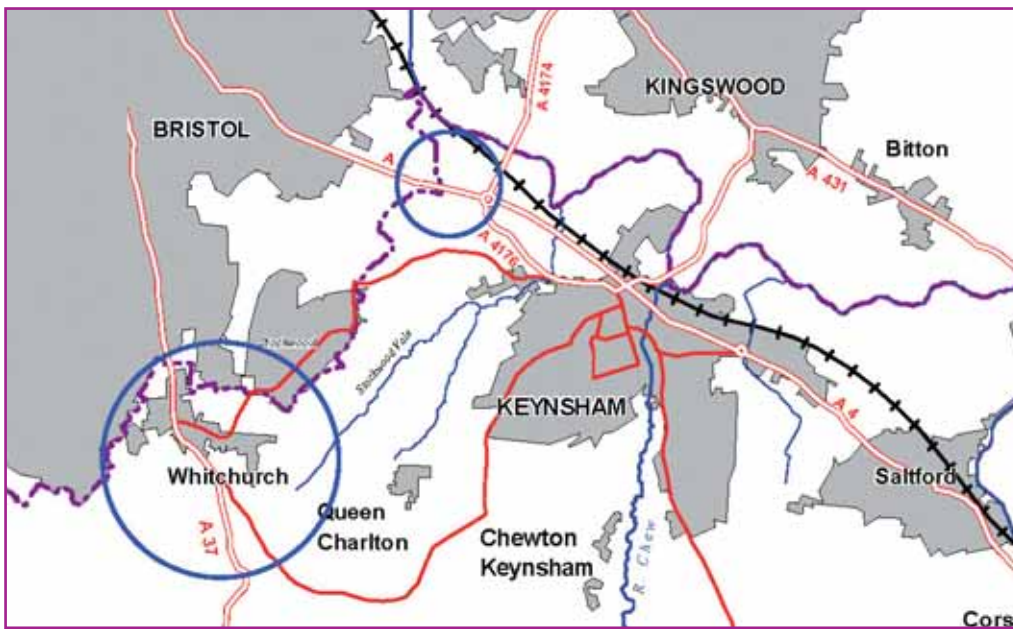 A 4174
KINGSWOOD
BRISTOL
Bitton
A
A 431
A 4176
Stockwood Vale
KEYNSHAM
A 4
Whitchurch
Saltford
Queen
Charlton
A 37
Chewton
Keynsham
R. Chew
Cors